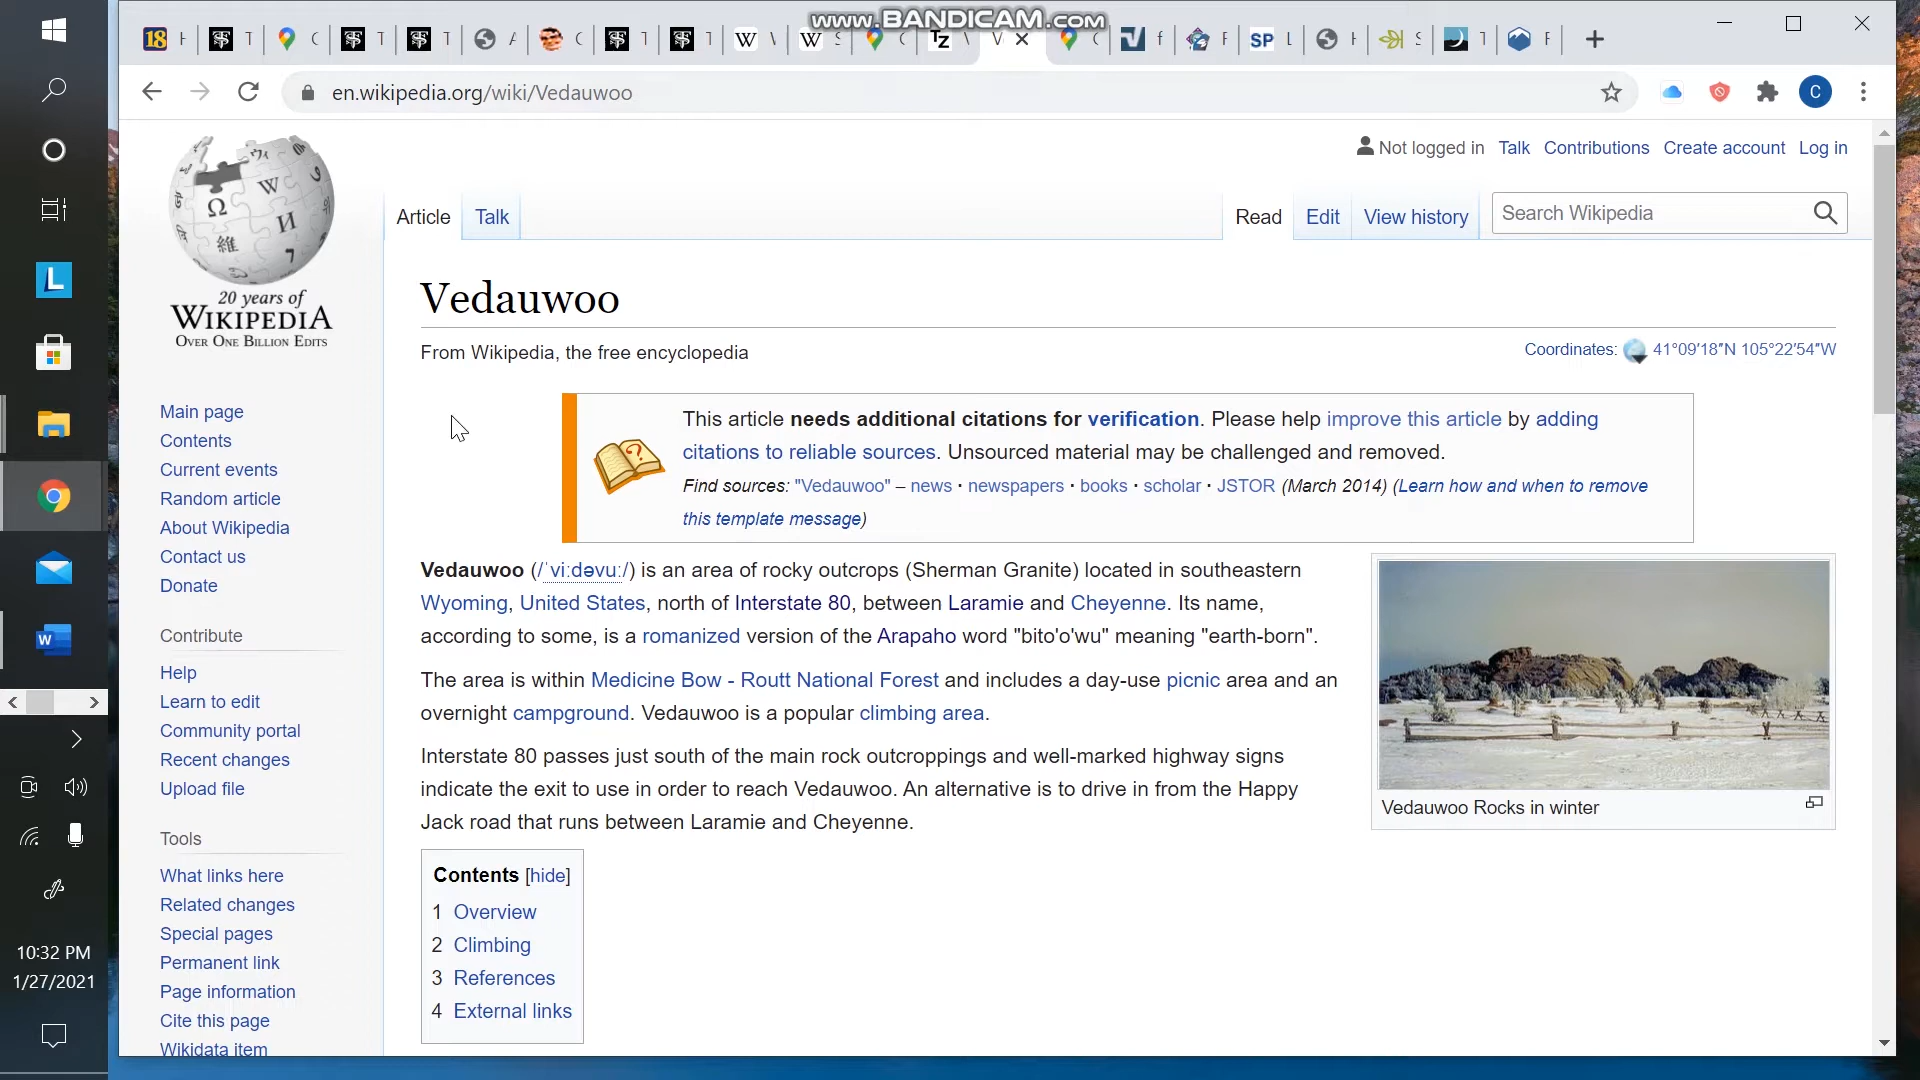 www.BANDICAM.com
18
TZ
SP
en.wikipedia.org/wiki/Vedauwoo
C
Not logged in Talk Contributions Create account Log in
Article Talk
Read Edit View history
Search Wikipedia
20 years of
WIKIPEDIA
OVER ONE BILLION EDITS
Vedauwoo
From Wikipedia, the free encyclopedia
Coordinates: 41°09′18″N 105°22′54″W
This article needs additional citations for verification. Please help improve this article by adding
citations to reliable sources. Unsourced material may be challenged and removed.
Find sources: "Vedauwoo" – news · newspapers · books · scholar · JSTOR (March 2014) (Learn how and when to remove
this template message)
Vedauwoo (/ˈviːdəvuː/) is an area of rocky outcrops (Sherman Granite) located in southeastern
Wyoming, United States, north of Interstate 80, between Laramie and Cheyenne. Its name,
according to some, is a romanized version of the Arapaho word "bito'o'wu" meaning "earth-born".
The area is within Medicine Bow - Routt National Forest and includes a day-use picnic area and an
overnight campground. Vedauwoo is a popular climbing area.
Interstate 80 passes just south of the main rock outcroppings and well-marked highway signs
indicate the exit to use in order to reach Vedauwoo. An alternative is to drive in from the Happy
Jack road that runs between Laramie and Cheyenne.
Vedauwoo Rocks in winter
Contents [hide]
1 Overview
2 Climbing
3 References
4 External links
Main page
Contents
Current events
Random article
About Wikipedia
Contact us
Donate
Contribute
Help
Learn to edit
Community portal
Recent changes
Upload file
Tools
What links here
Related changes
Special pages
Permanent link
Page information
Cite this page
Wikidata item
L
W
10:32 PM
1/27/2021